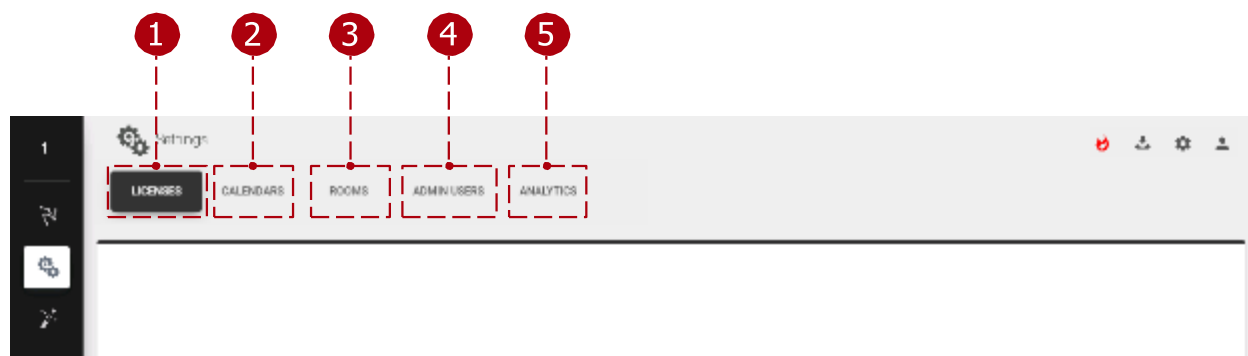 1 2 3 4 5
1
Settings
LICENSES CALENDARS ROOMS ADMIN USERS ANALYTICS